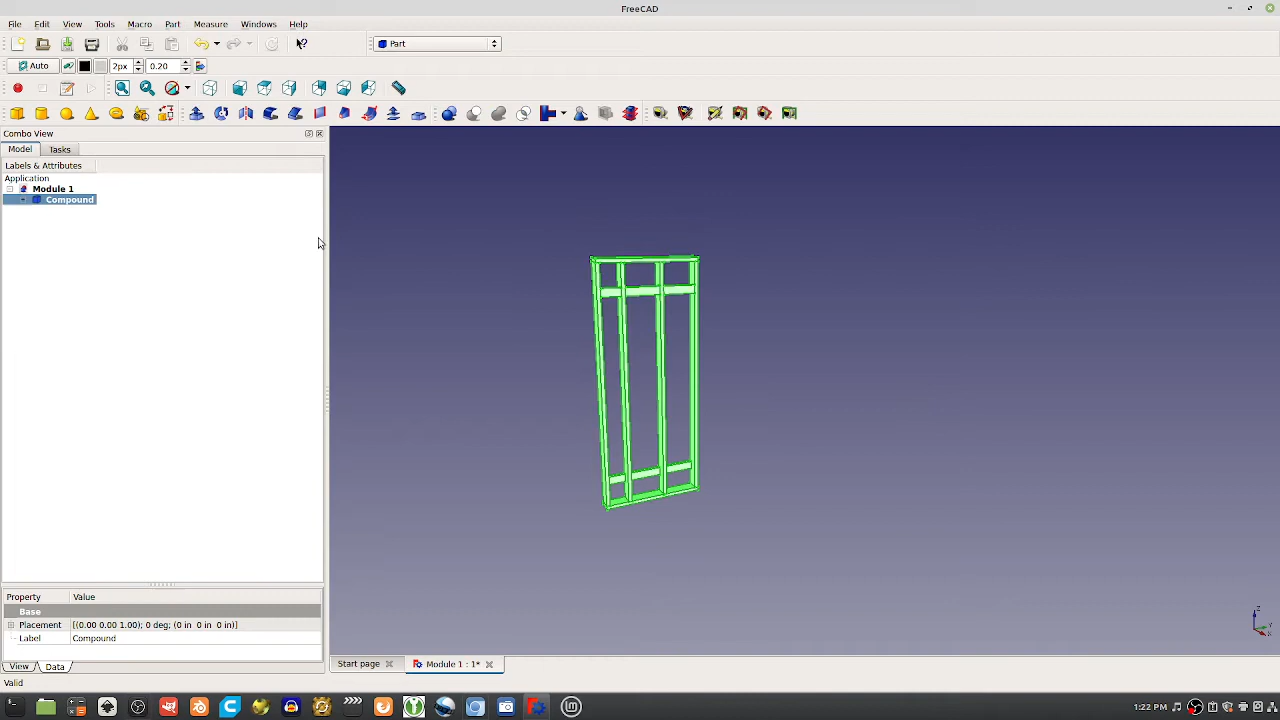 FreeCAD
File Edit View Tools Macro Part Measure Windows Help
Part
Auto 2px 0.20
Combo View
Model Tasks
Labels & Attributes
Application
Module 1
Compound
Property Value
Base
Placement [(0.00 0.00 1.00); 0 deg; (0 in 0 in 0 in)]
Label Compound
View Data
Start page Module 1 : 1*
Valid
1:22 PM